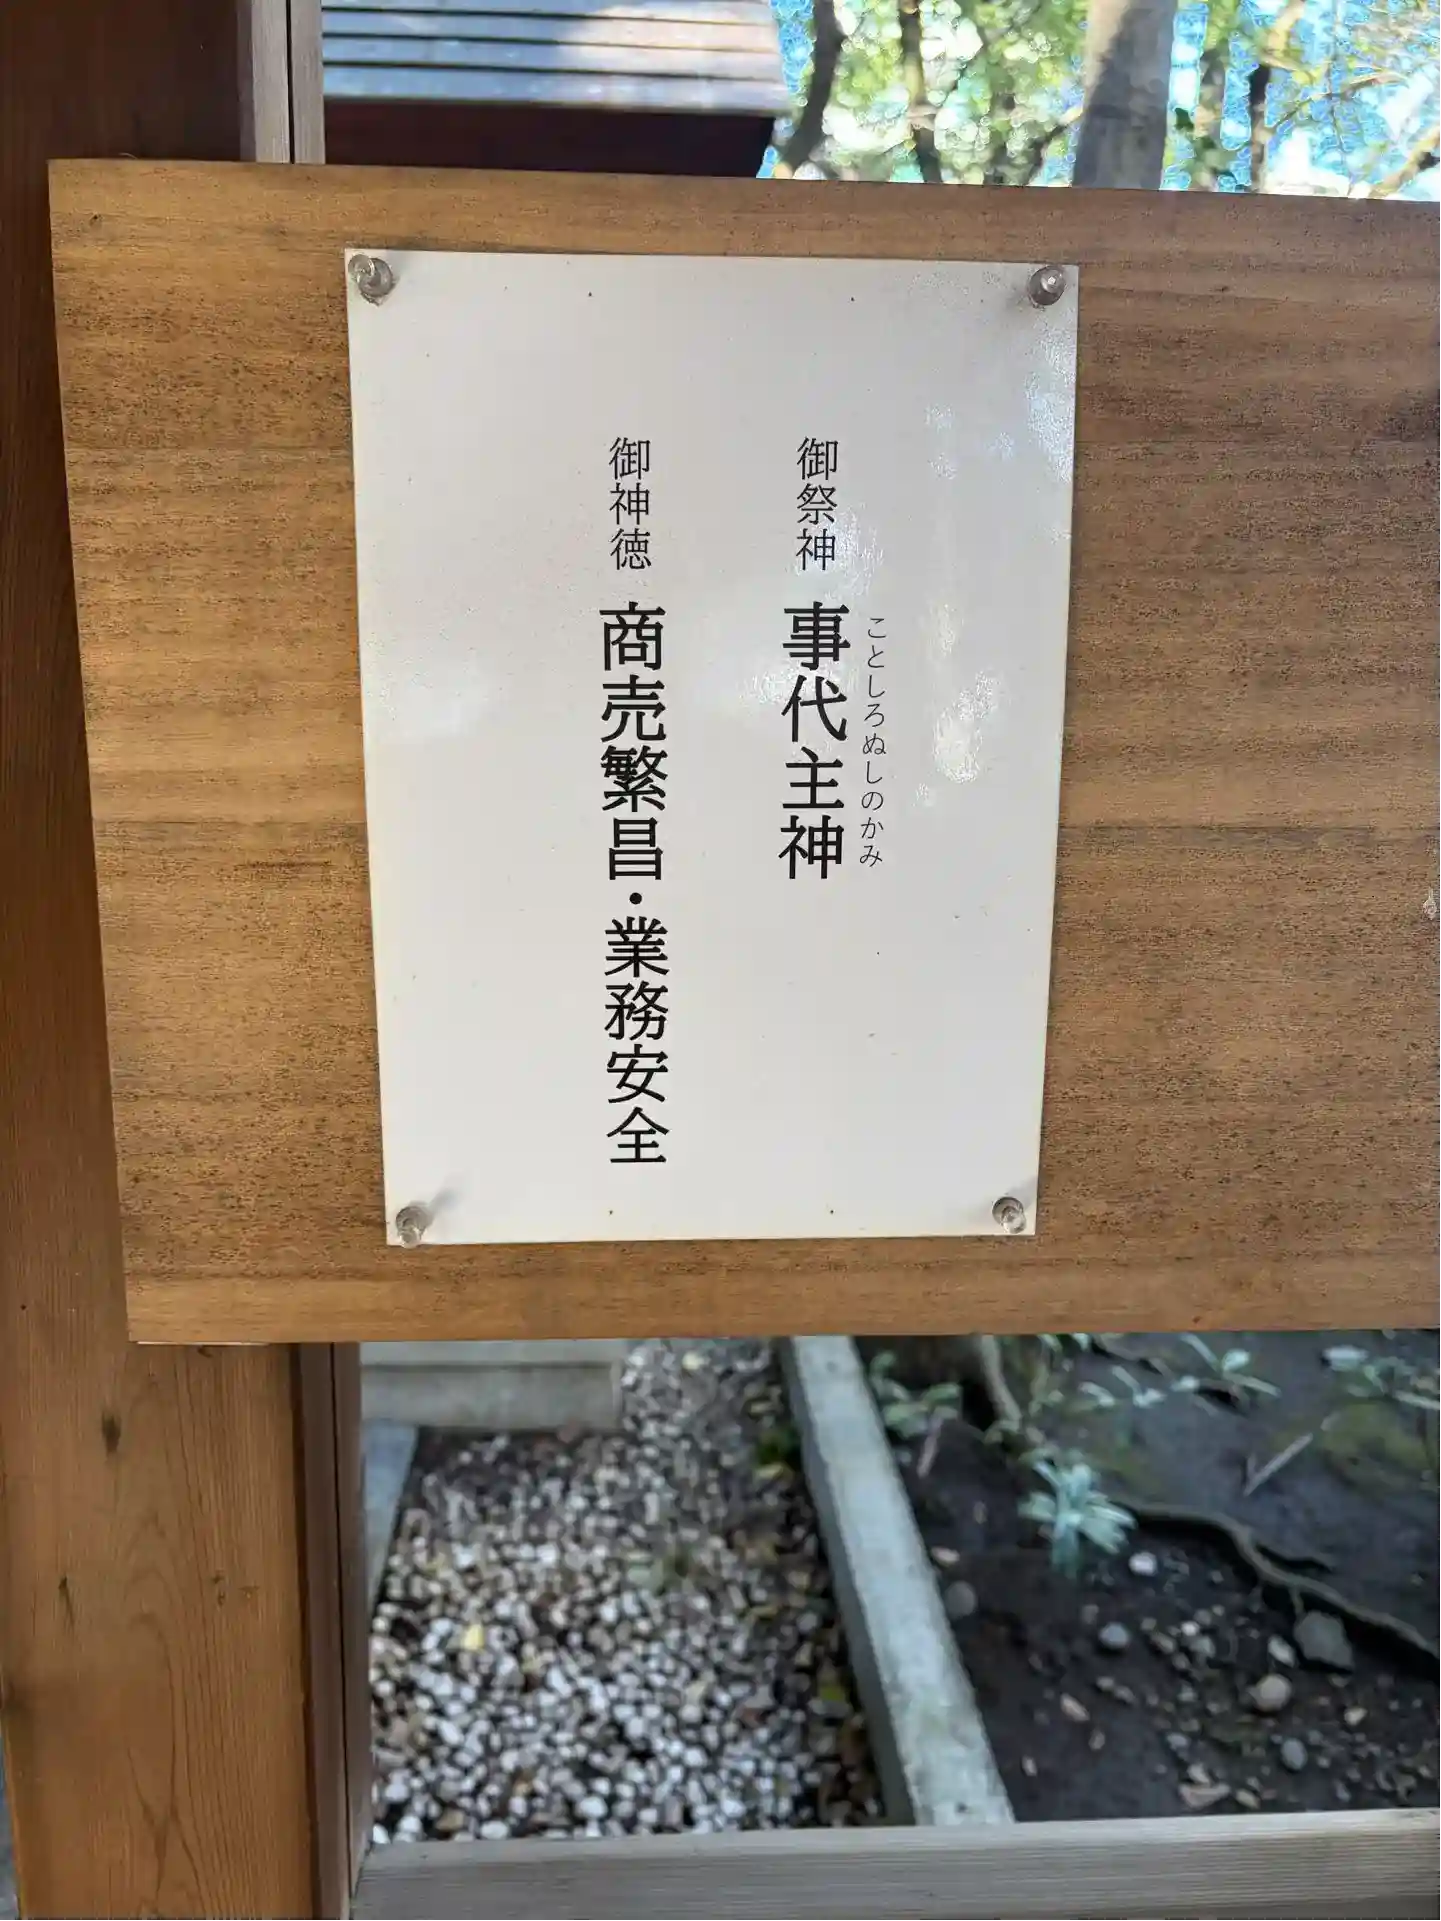 御祭神 事代主神
ことしろぬしのかみ
御神徳 商売繁昌・業務安全